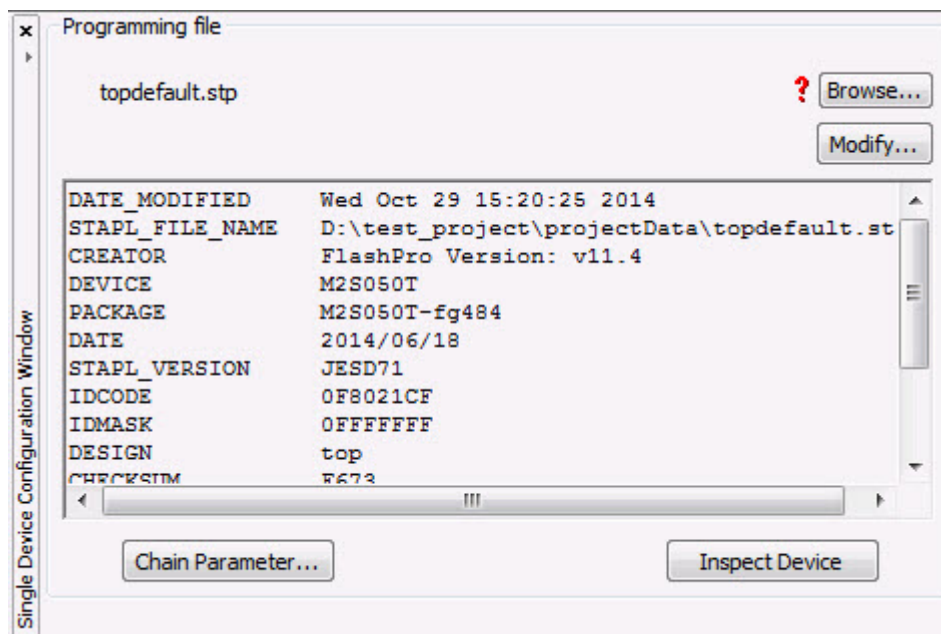 Programming file
topdefault.stp
? Browse...
Modify...
DATE_MODIFIED Wed Oct 29 15:20:25 2014
STAPL_FILE_NAME D:\test_project\projectData\topdefault.st
CREATOR FlashPro Version: v11.4
DEVICE M2S050T
PACKAGE M2S050T-fg484
DATE 2014/06/18
STAPL_VERSION JESD71
IDCODE 0F8021CF
IDMASK 0FFFFFFF
DESIGN top
CHECKSUM F673
Chain Parameter... Inspect Device
Single Device Configuration Window